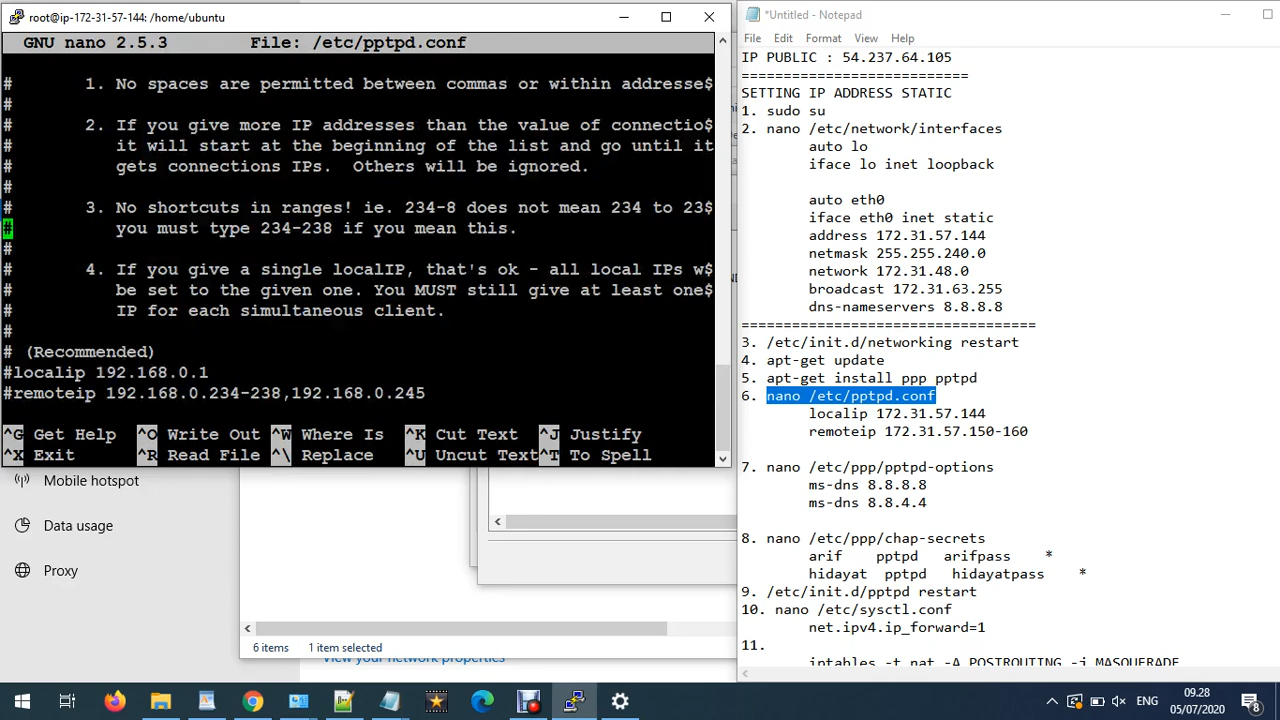 root@ip-172-31-57-144: /home/ubuntu
GNU nano 2.5.3 File: /etc/pptpd.conf
# 1. No spaces are permitted between commas or within addresse$
#
# 2. If you give more IP addresses than the value of connectio$
# it will start at the beginning of the list and go until it
# gets connections IPs. Others will be ignored.
#
# 3. No shortcuts in ranges! ie. 234-8 does not mean 234 to 23$
# you must type 234-238 if you mean this.
#
# 4. If you give a single localIP, that's ok - all local IPs w$
# be set to the given one. You MUST still give at least one$
# IP for each simultaneous client.
#
# (Recommended)
#localip 192.168.0.1
#remoteip 192.168.0.234-238,192.168.0.245
^G Get Help ^O Write Out ^W Where Is ^K Cut Text ^J Justify
^X Exit ^R Read File ^\ Replace ^U Uncut Text ^T To Spell
Mobile hotspot
Data usage
Proxy
6 items 1 item selected
View your network properties
*Untitled - Notepad
File Edit Format View Help
IP PUBLIC : 54.237.64.105
===========================
SETTING IP ADDRESS STATIC
1. sudo su
2. nano /etc/network/interfaces
auto lo
iface lo inet loopback
auto eth0
iface eth0 inet static
address 172.31.57.144
netmask 255.255.240.0
network 172.31.48.0
broadcast 172.31.63.255
dns-nameservers 8.8.8.8
===================================
3. /etc/init.d/networking restart
4. apt-get update
5. apt-get install ppp pptpd
6. nano /etc/pptpd.conf
localip 172.31.57.144
remoteip 172.31.57.150-160
7. nano /etc/ppp/pptpd-options
ms-dns 8.8.8.8
ms-dns 8.8.4.4
8. nano /etc/ppp/chap-secrets
arif pptpd arifpass *
hidayat pptpd hidayatpass *
9. /etc/init.d/pptpd restart
10. nano /etc/sysctl.conf
net.ipv4.ip_forward=1
11.
iptables -t nat -A POSTROUTING -j MASQUERADE
ENG
09.28
05/07/2020
8